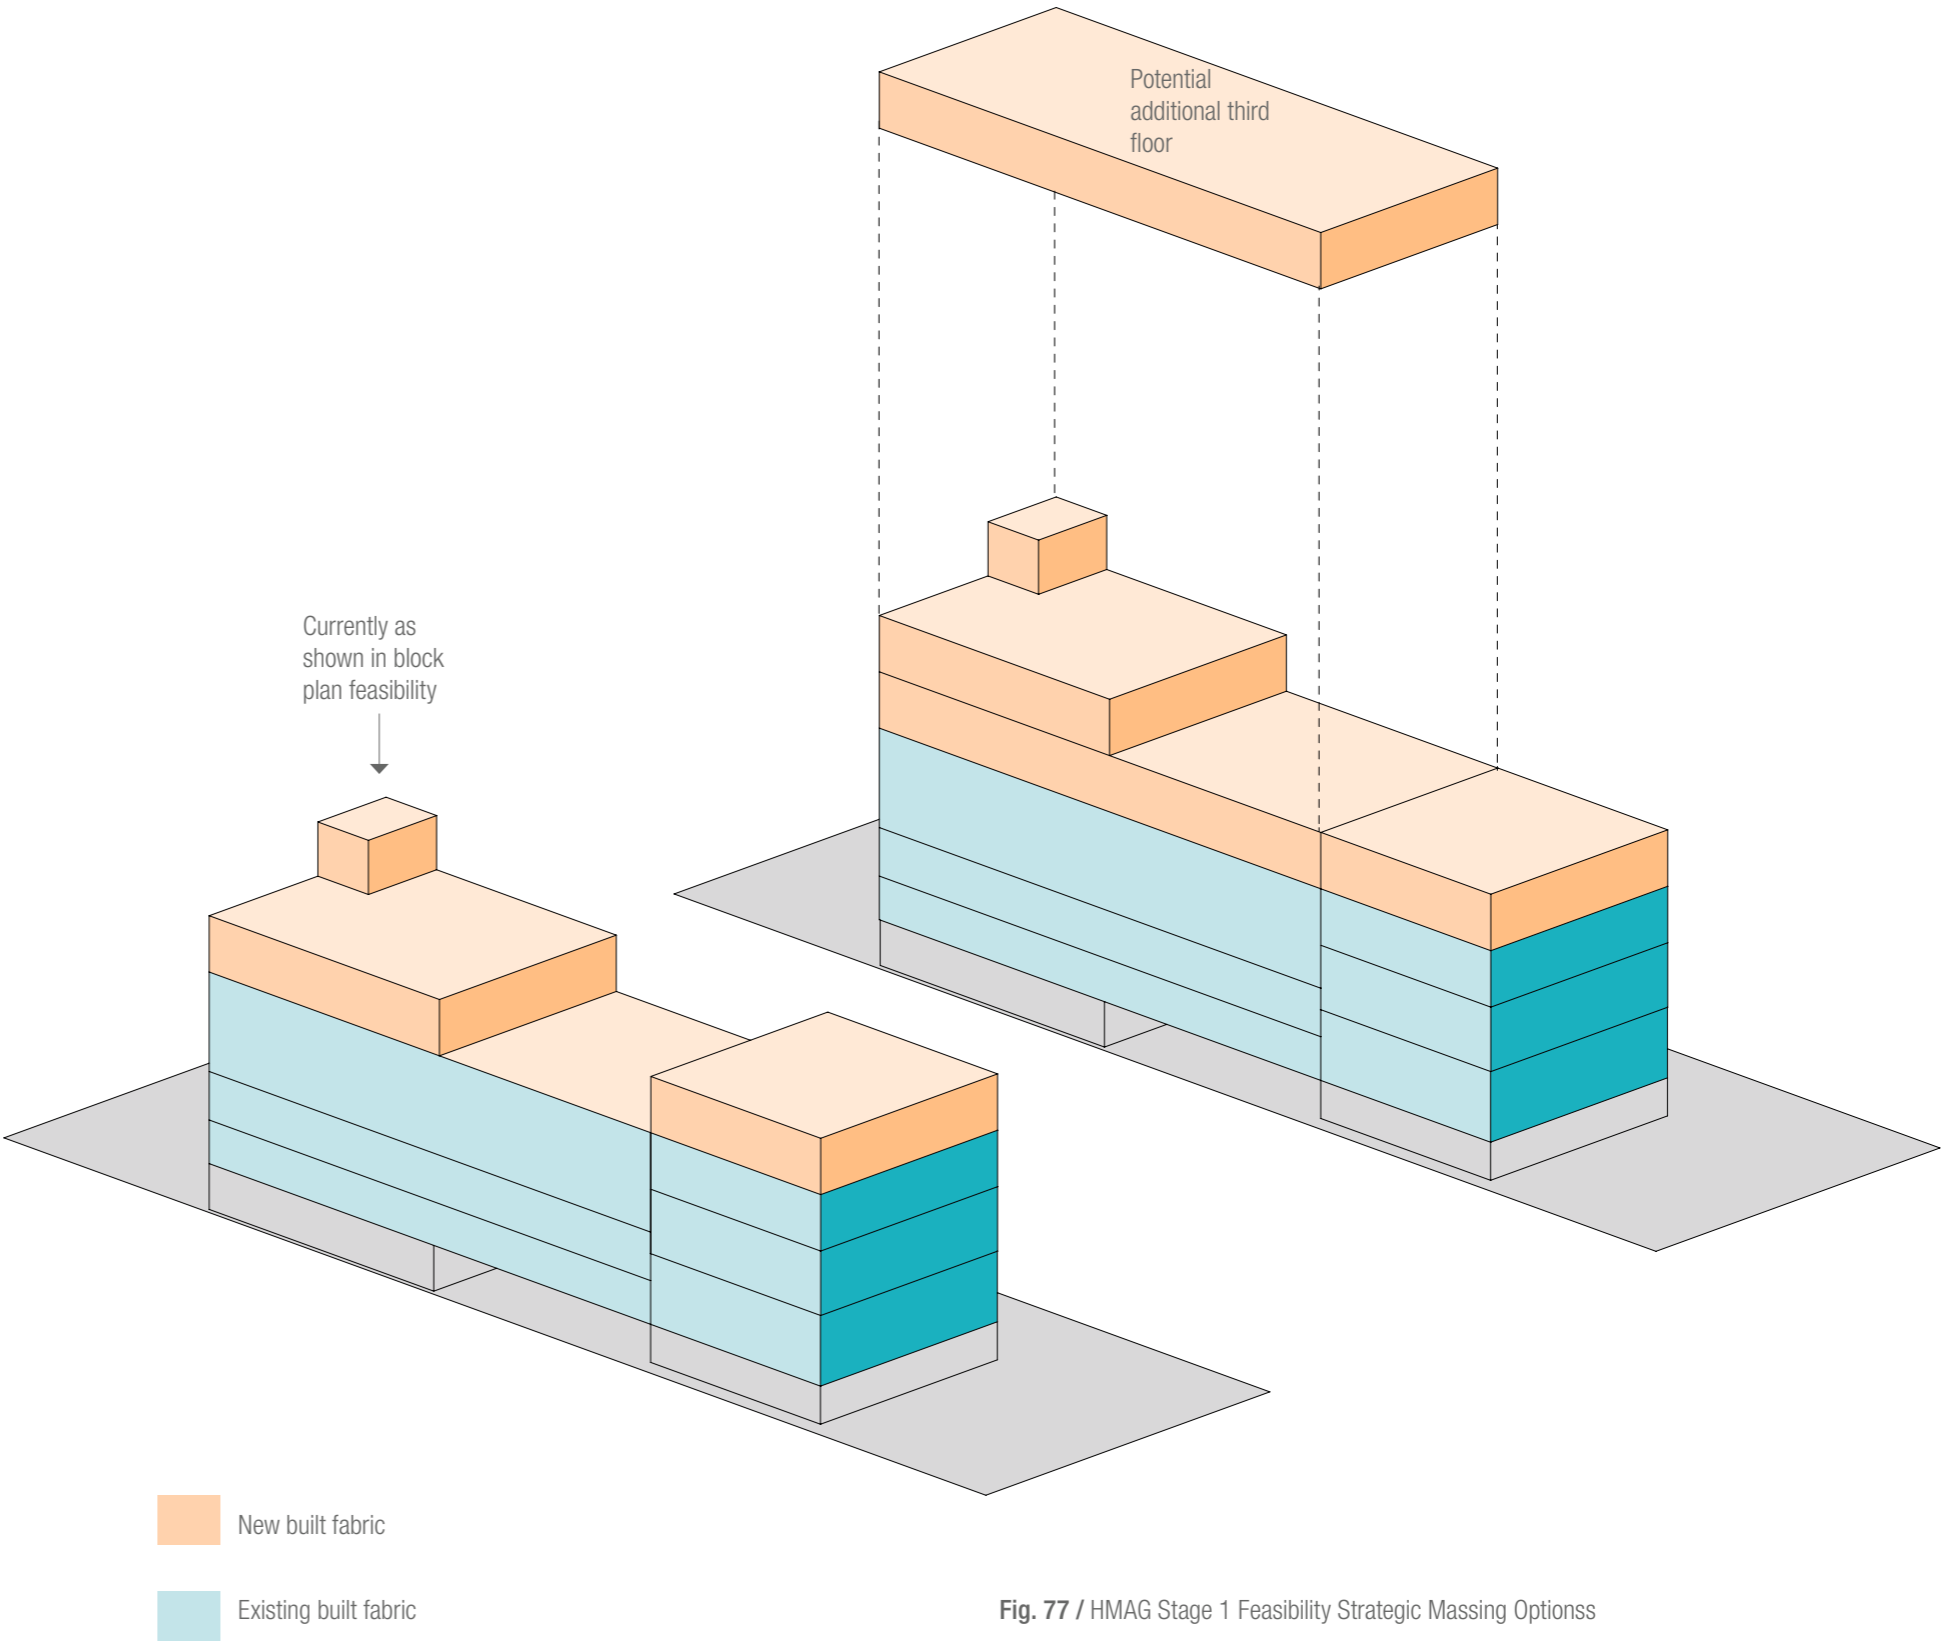 Potential
additional third
floor
Currently as
shown in block
plan feasibility
New built fabric
Existing built fabric
Fig. 77 / HMAG Stage 1 Feasibility Strategic Massing Optionss